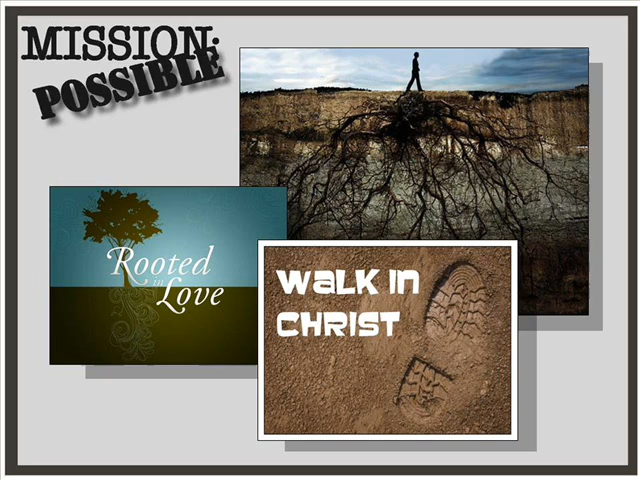 MISSION:
POSSIBLE
Rooted
in
Love
WALK IN
CHRIST